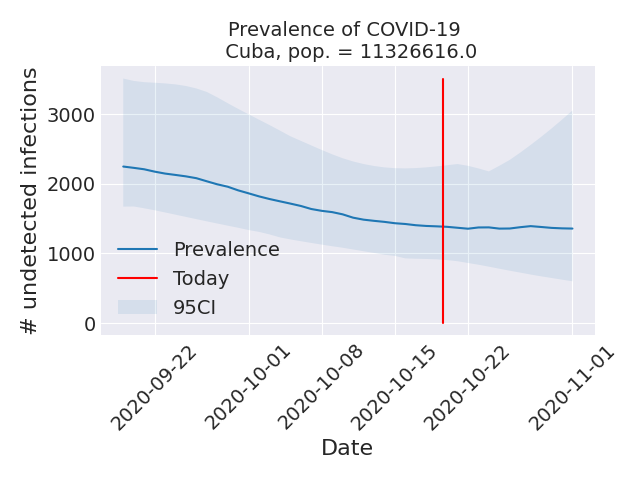 Prevalence of COVID-19
Cuba, pop. = 11326616.0
# undetected infections
3000
2000
1000
0
Prevalence
Today
95CI
2020-09-22
2020-10-01
2020-10-08
2020-10-15
2020-10-22
2020-11-01
Date